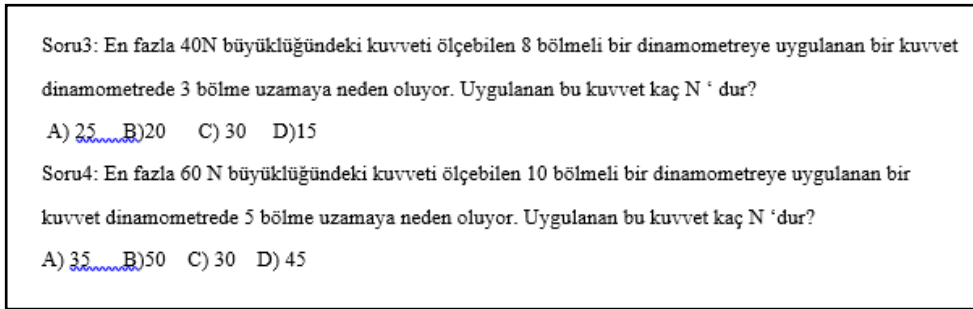 Soru3: En fazla 40N büyüklüğündeki kuvveti ölçebilen 8 bölmeli bir dinamometreye uygulanan bir kuvvet
dinamometrede 3 bölme uzamaya neden oluyor. Uygulanan bu kuvvet kaç N ‘ dur?
A) 25 B)20 C) 30 D)15
Soru4: En fazla 60 N büyüklüğündeki kuvveti ölçebilen 10 bölmeli bir dinamometreye uygulanan bir
kuvvet dinamometrede 5 bölme uzamaya neden oluyor. Uygulanan bu kuvvet kaç N ‘dur?
A) 35 B)50 C) 30 D) 45